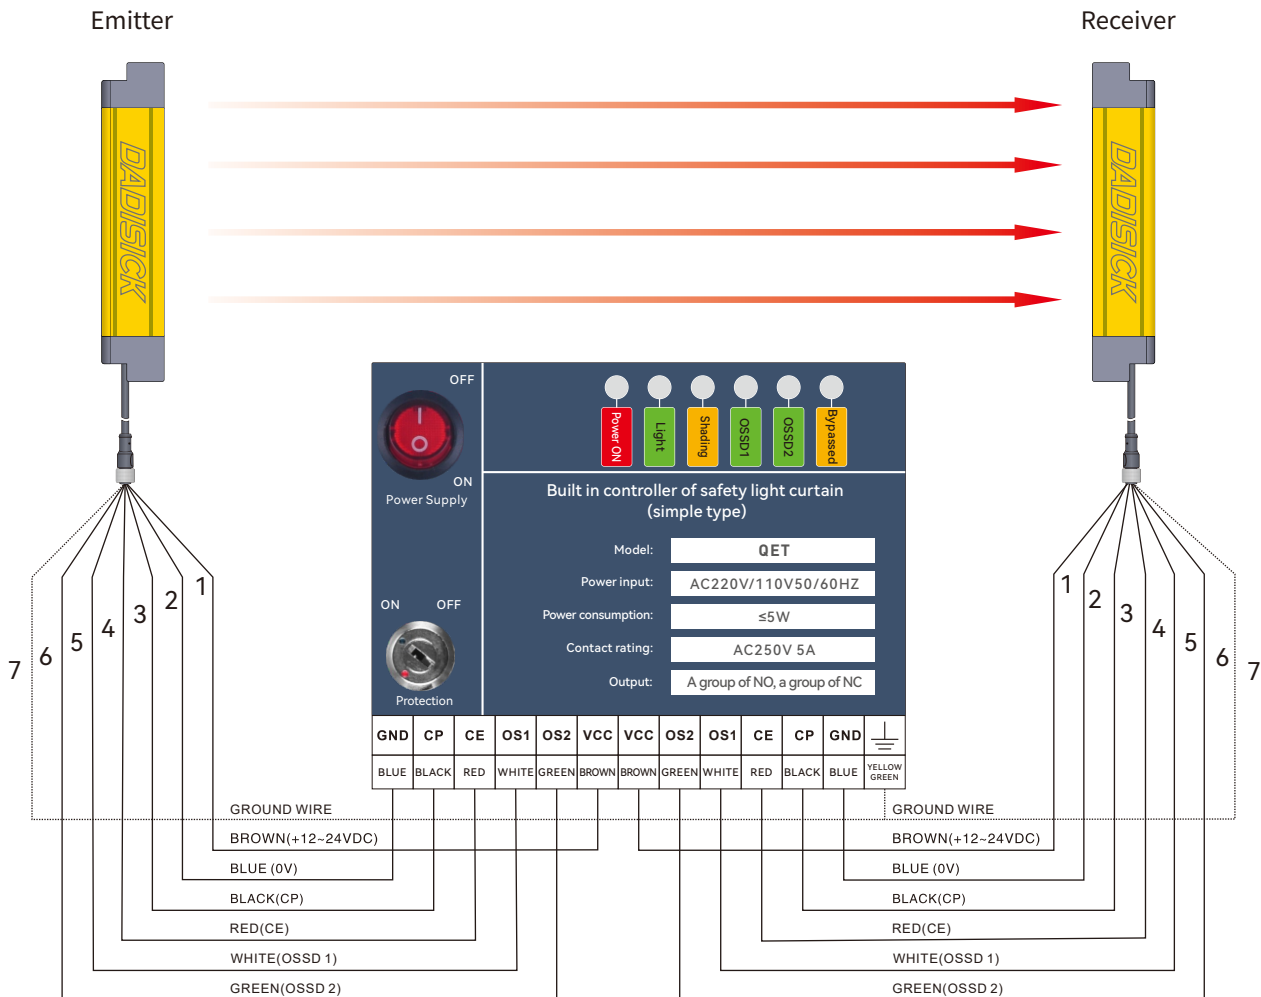 Emitter
Receiver
DADISICK
DADISICK
OFF
ON
Power Supply
Power ON
Light
Shading
OSSD1
OSSD2
Bypassed
Built in controller of safety light curtain
(simple type)
Model: QET
Power input: AC220V/110V50/60HZ
Power consumption: ≤5W
Contact rating: AC250V 5A
Output: A group of NO, a group of NC
ON OFF
Protection
GND CP CE OS1 OS2 VCC VCC OS2 OS1 CE CP GND
BLUE BLACK RED WHITE GREEN BROWN BROWN GREEN WHITE RED BLACK BLUE YELLOW GREEN
7 6 5 4 3 2 1
1 2 3 4 5 6 7
GROUND WIRE
BROWN(+12~24VDC)
BLUE (0V)
BLACK(CP)
RED(CE)
WHITE(OSSD 1)
GREEN(OSSD 2)
GROUND WIRE
BROWN(+12~24VDC)
BLUE (0V)
BLACK(CP)
RED(CE)
WHITE(OSSD 1)
GREEN(OSSD 2)